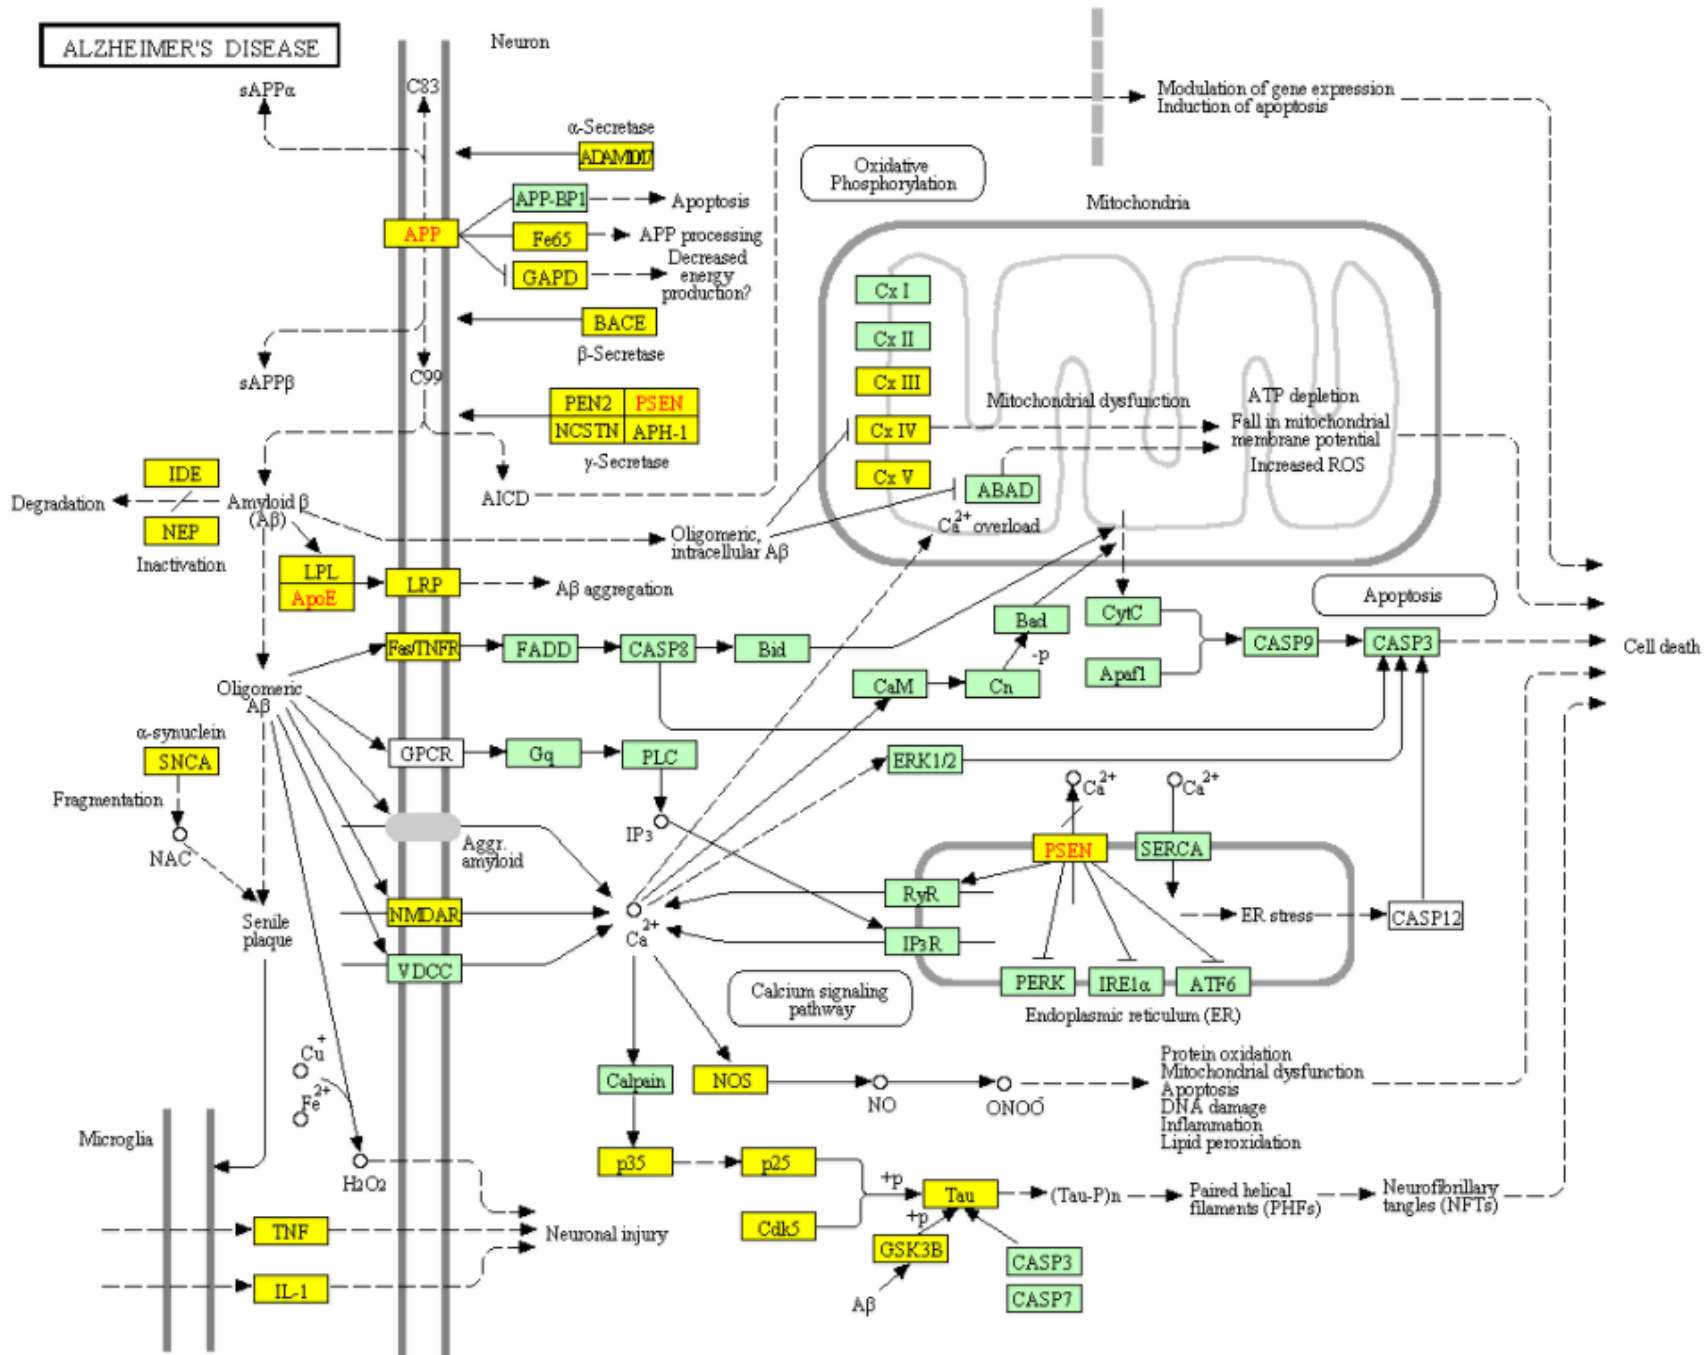 ALZHEIMER'S DISEASE
Neuron
sAPPα
C83
Modulation of gene expression
Induction of apoptosis
α-Secretase
Oxidative
Phosphorylation
APP-BP1
Apoptosis
Mitochondria
APP
Fe65
APP processing
GAPD
Decreased
energy
production?
Cx I
BACE
β-Secretase
Cx II
sAPPβ
C99
Cx III
PEN2
PSEN
NCSTN
APH-1
γ-Secretase
Mitochondrial dysfunction
ATP depletion
Fall in mitochondrial
membrane potential
Increased ROS
Cx IV
Cx V
ABAD
IDE
Degradation
Amyloid β
(Aβ)
NEP
Inactivation
AICD
Oligomeric,
intracellular Aβ
Ca2+ overload
LPL
ApoE
LRP
Aβ aggregation
Apoptosis
Bad
CytC
-p
Fas/TNFR
FADD
CASP8
Bid
CASP9
CASP3
Cell death
Apaf1
CaM
Cn
Oligomeric
Aβ
α-synuclein
SNCA
GPCR
Gq
PLC
ERK1/2
Fragmentation
NAC
IP3
Ca2+
Ca2+
Aggr.
amyloid
PSEN
SERCA
RyR
Senile
plaque
NMDAR
Ca2+
ER stress
CASP12
IP3R
VDCC
PERK
IRE1α
ATF6
Calcium signaling
pathway
Endoplasmic reticulum (ER)
Cu+
Fe2+
Calpain
NOS
NO
ONOO-
Protein oxidation
Mitochondrial dysfunction
Apoptosis
DNA damage
Inflammation
Lipid peroxidation
Microglia
H2O2
p35
p25
+p
Tau
(Tau-P)n
Paired helical
filaments (PHFs)
Neurofibrillary
tangles (NFTs)
TNF
Neuronal injury
Cdk5
+p
GSK3B
CASP3
IL-1
Aβ
CASP7